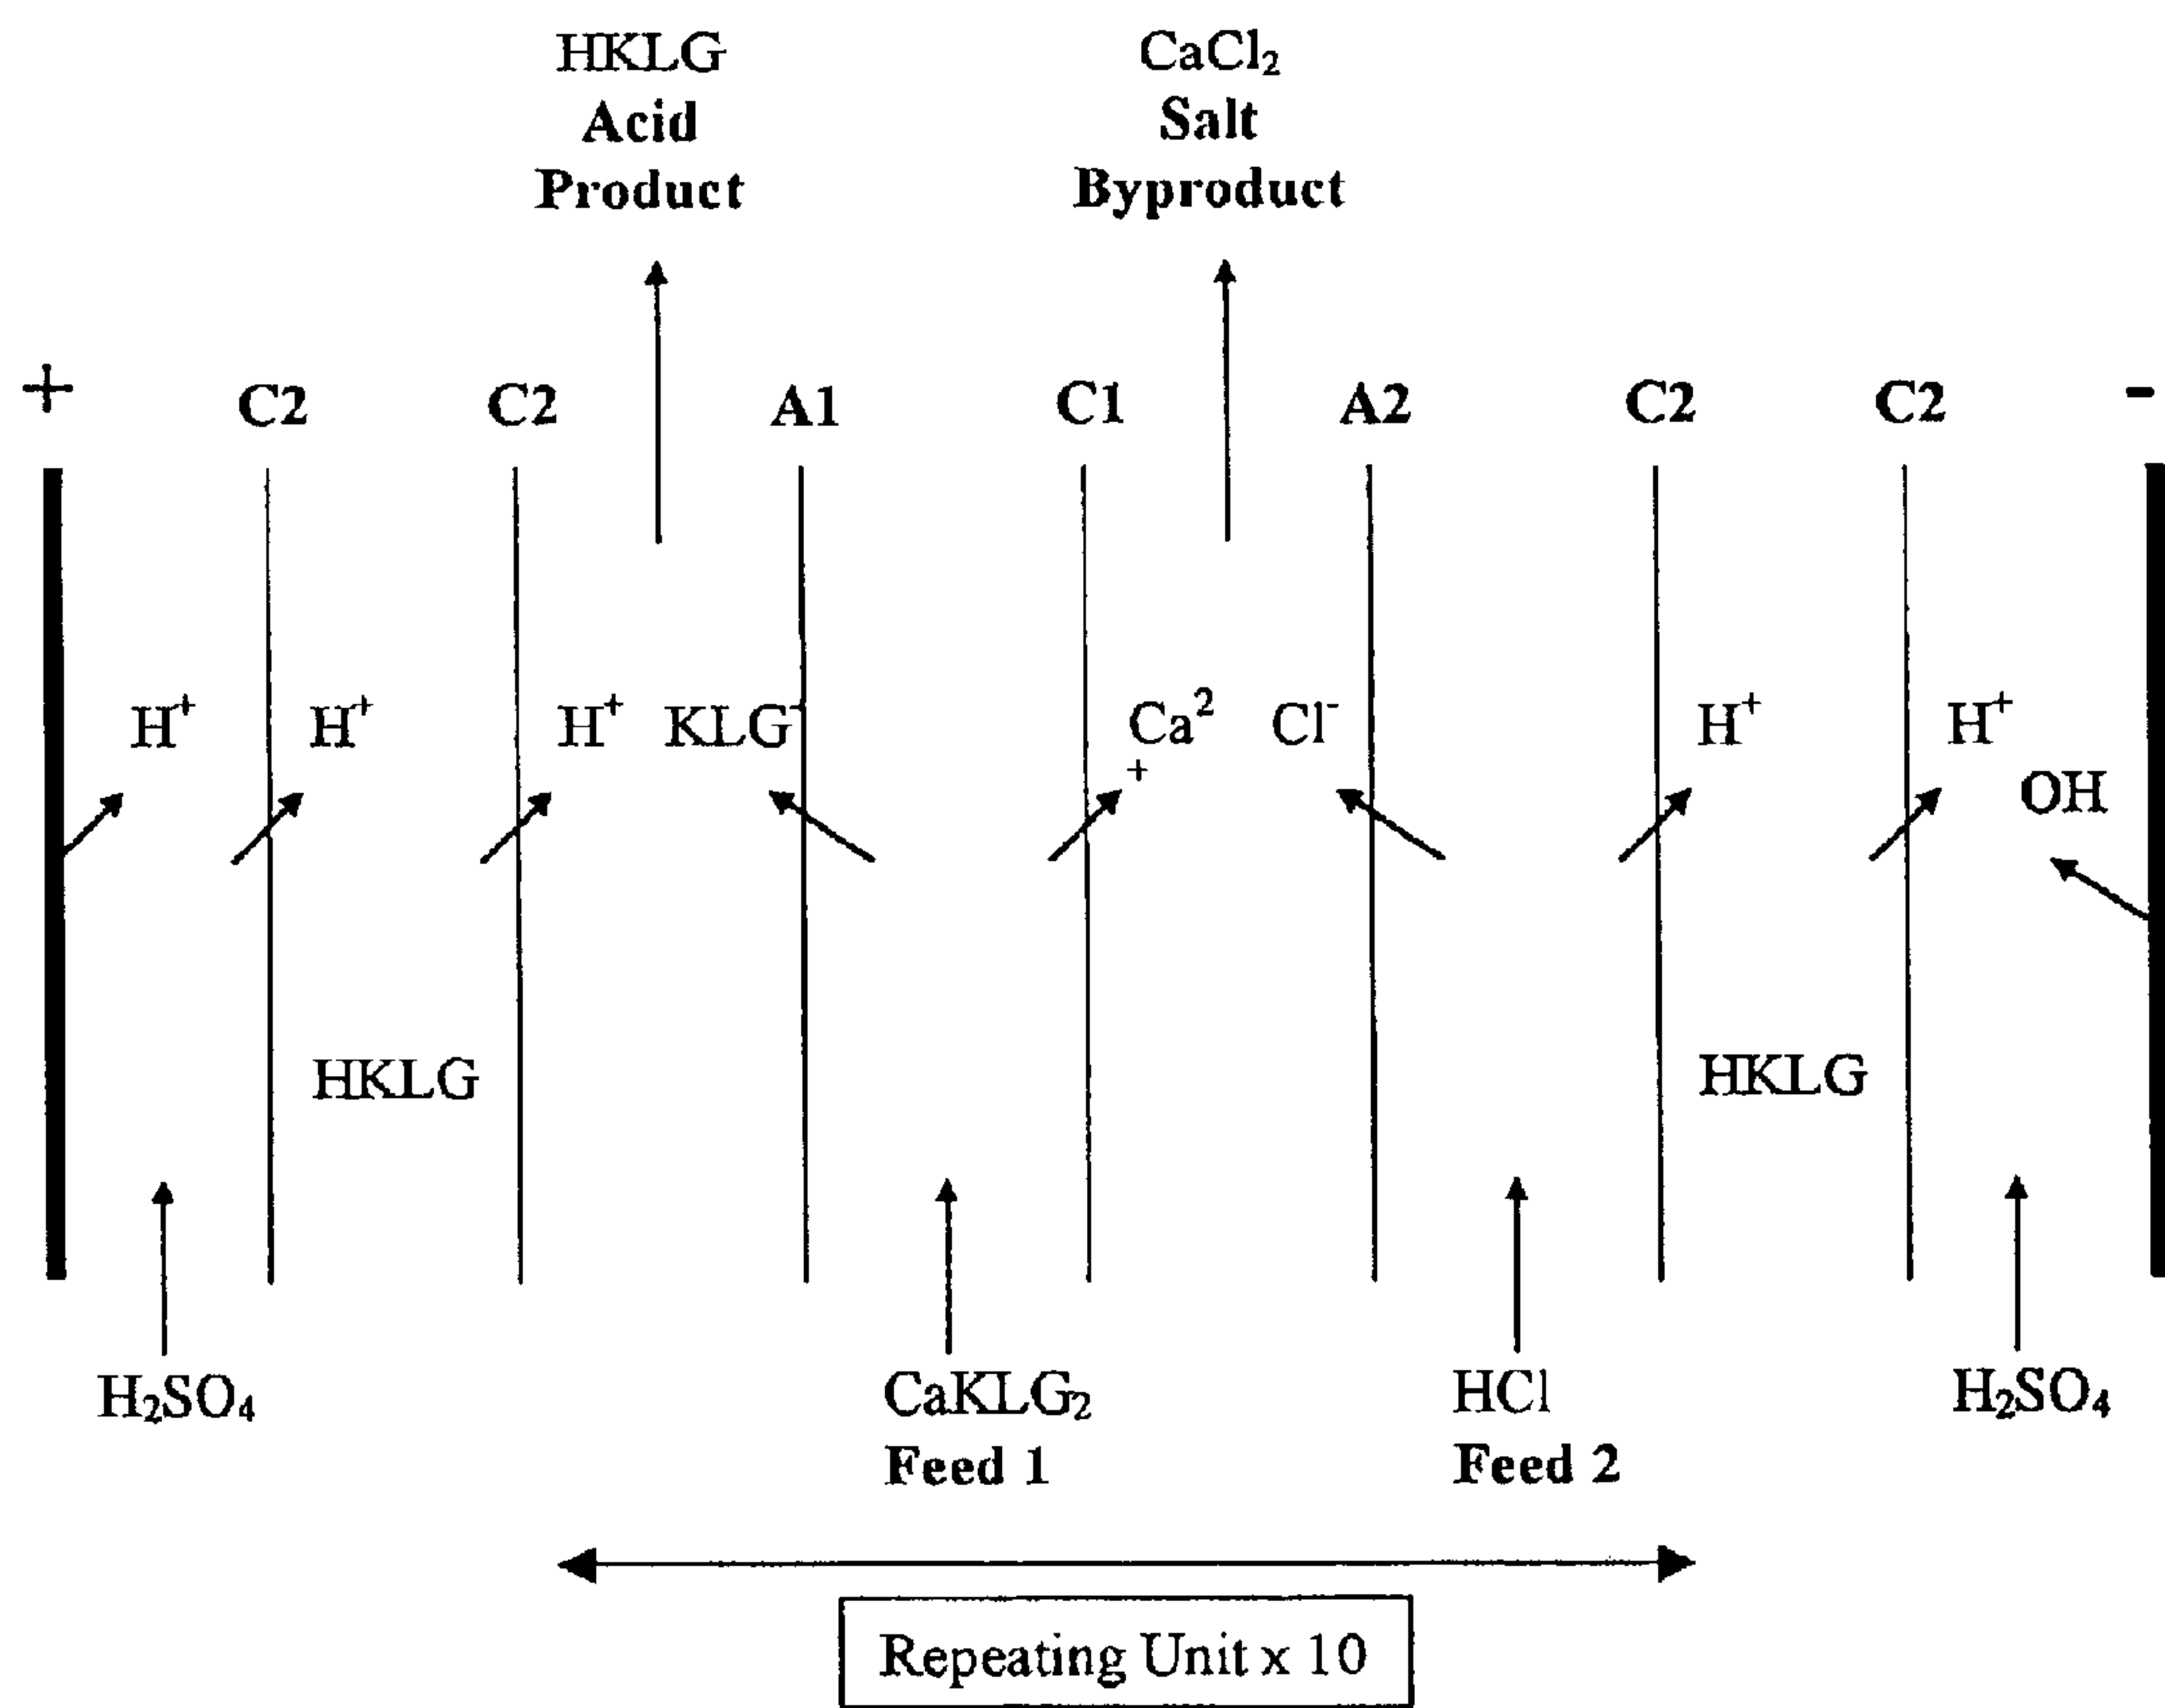 HKLG
Acid
Product
CaCl₂
Salt
Byproduct
+ C2 C2 A1 C1 A2 C2 C2 -
H⁺ H⁺ H⁺ KLG⁻ Ca²
+
Cl⁻ H⁺ H⁺
OH
HKLG HKLG
H₂SO₄
CaKLG₂
Feed 1
HCl
Feed 2
H₂SO₄
Repeating Unit x 10